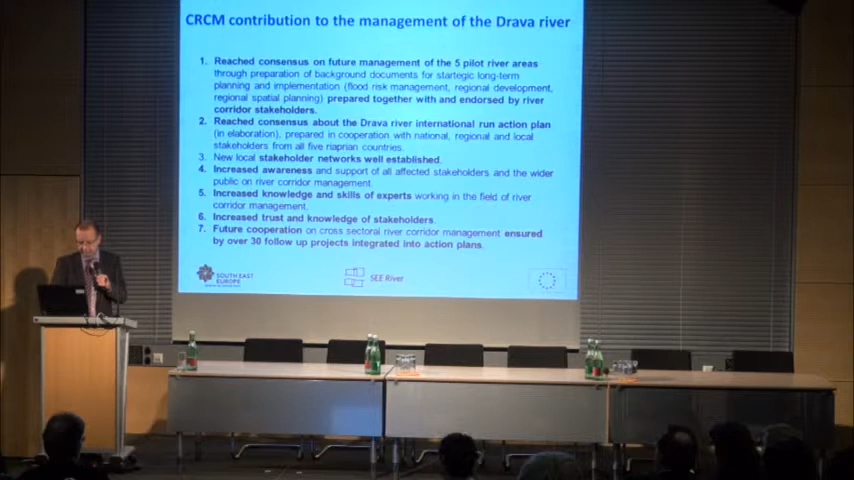 CRCM contribution to the management of the Drava river
1. Reached consensus on future management of the 5 pilot river areas
through preparation of background documents for startegic long-term
planning and implementation (flood risk management, regional development,
regional spatial planning) prepared together with and endorsed by river
corridor stakeholders.
2. Reached consensus about the Drava river international run action plan
(in elaboration), prepared in cooperation with national, regional and local
stakeholders from all five riaprian countries.
3. New local stakeholder networks well established.
4. Increased awareness and support of all affected stakeholders and the wider
public on river corridor management.
5. Increased knowledge and skills of experts working in the field of river
corridor management.
6. Increased trust and knowledge of stakeholders.
7. Future cooperation on cross sectoral river corridor management ensured
by over 30 follow up projects integrated into action plans.
SOUTH EAST
EUROPE
SEE River